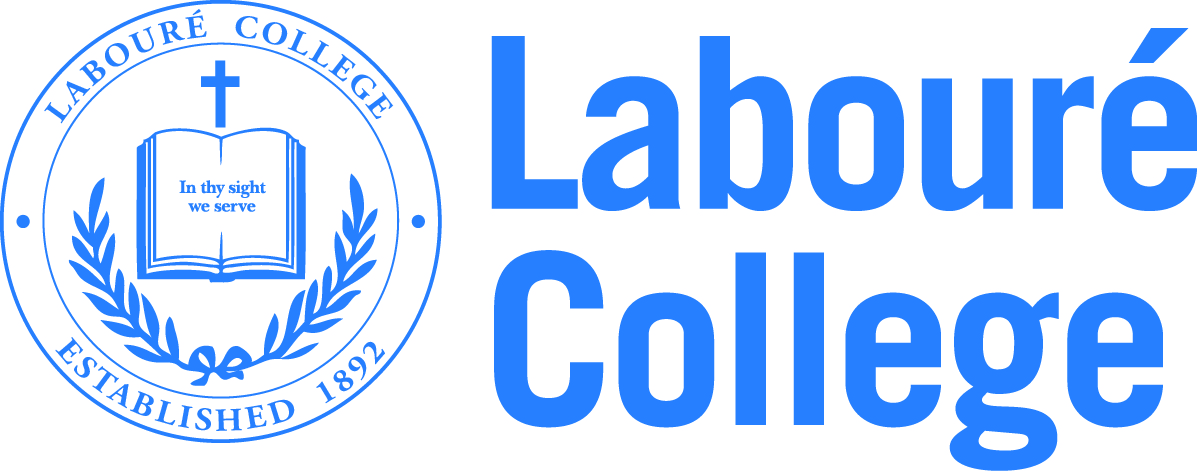 LABOURÉ COLLEGE
In thy sight
we serve
ESTABLISHED 1892
Labouré
College